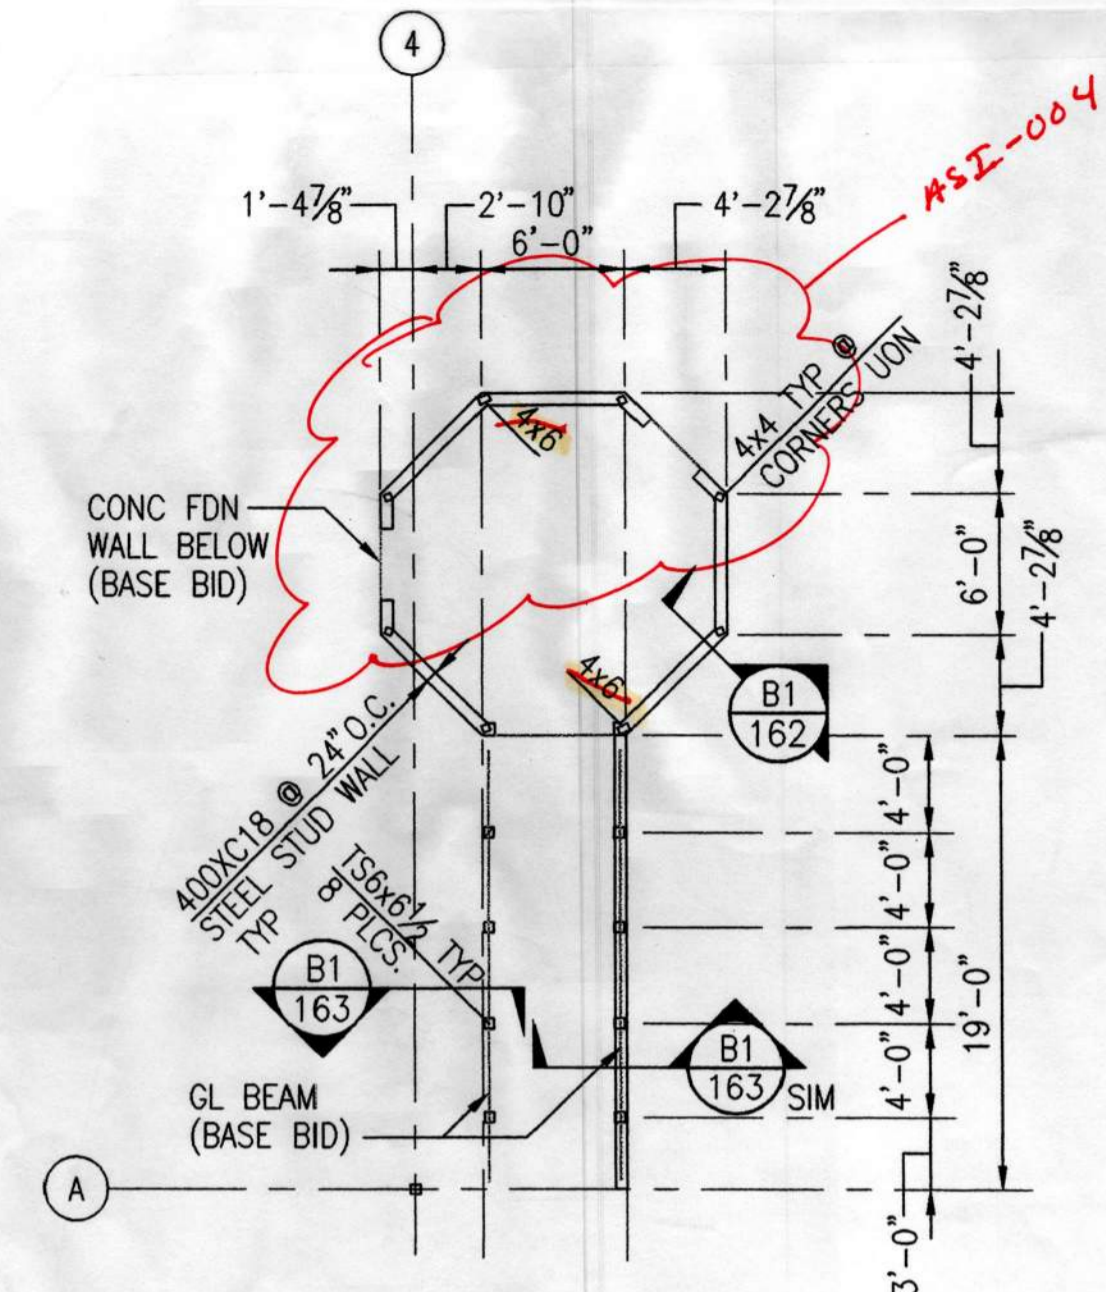 4
ASI-004
1'-4⅞"
2'-10"
4'-2⅞"
6'-0"
4'-2⅞"
4x4 TYP @
CORNERS UON
4x6
CONC FDN
WALL BELOW
(BASE BID)
6'-0"
4'-2⅞"
4x6
B1
162
400XC18 @ 24" O.C.
STEEL STUD WALL
TYP
4'-0"
4'-0"
4'-0"
4'-0"
19'-0"
3'-0"
TS6x6½ TYP
8 PLCS.
B1
163
B1
163
SIM
GL BEAM
(BASE BID)
A